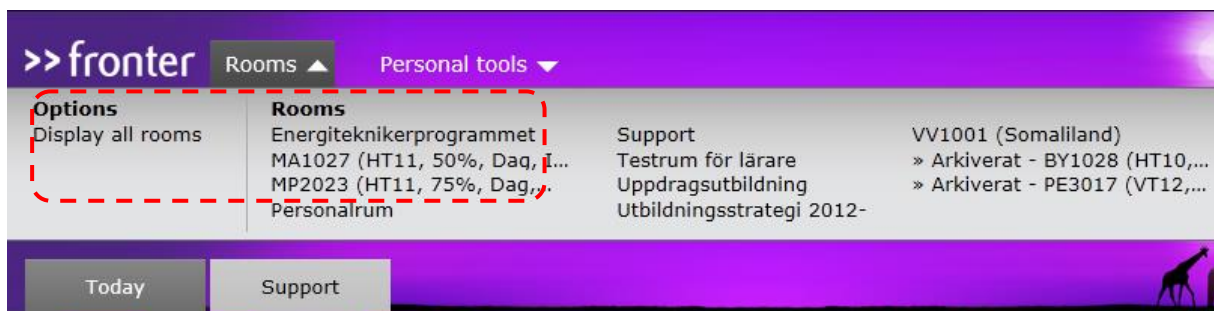 >>fronter Rooms Personal tools
Options
Display all rooms
Rooms
Energiteknikerprogrammet
MA1027 (HT11, 50%, Dag, I...
MP2023 (HT11, 75%, Dag,...
Personalrum
Support
Testrum för lärare
Uppdragsutbildning
Utbildningsstrategi 2012-
VV1001 (Somaliland)
» Arkiverat - BY1028 (HT10,...
» Arkiverat - PE3017 (VT12,...
Today Support